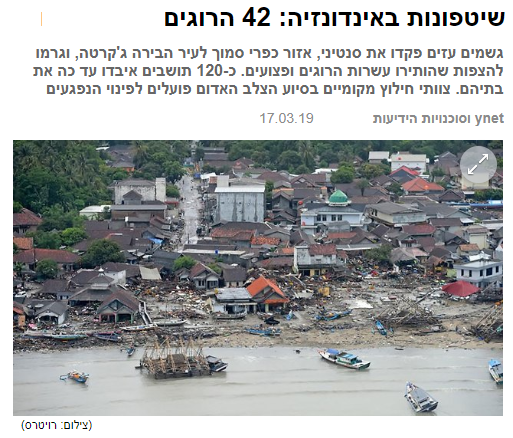 שיטפונות באינדונזיה: 42 הרוגים
גשמים עזים פקדו את סנטיני, אזור כפרי סמוך לעיר הבירה ג'קרטה, וגרמו
להצפות שהותירו עשרות הרוגים ופצועים. כ-120 תושבים איבדו עד כה את
בתיהם. צוותי חילוץ מקומיים בסיוע הצלב האדום פועלים לפינוי הנפגעים
ynet וסוכנויות הידיעות | 17.03.19
(צילום: רויטרס)